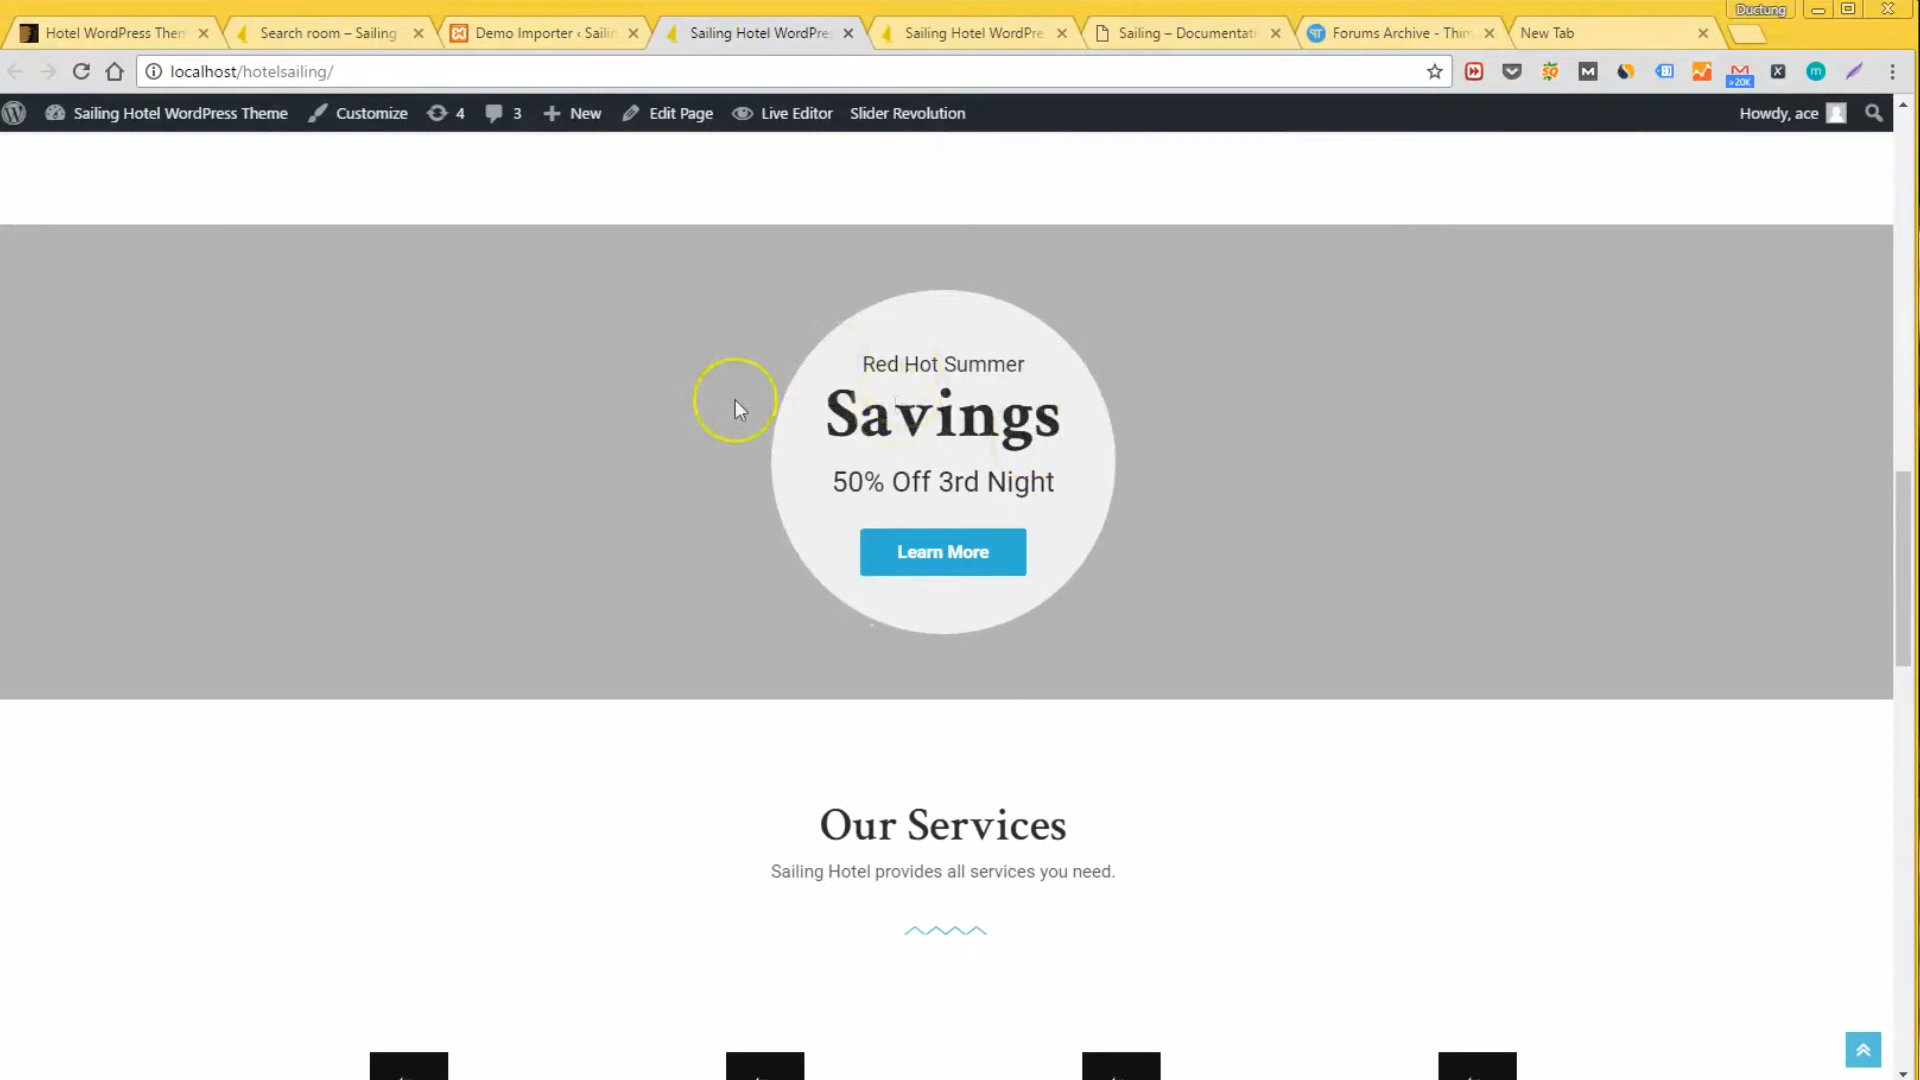 Ductung
Hotel WordPress Then
Search room – Sailing
Demo Importer ‹ Sailin
Sailing Hotel WordPre
Sailing Hotel WordPre
Sailing – Documentati
Forums Archive - Thim
New Tab
localhost/hotelsailing/
>20K
Sailing Hotel WordPress Theme
Customize
4
3
New
Edit Page
Live Editor
Slider Revolution
Howdy, ace
Red Hot Summer
Savings
50% Off 3rd Night
Learn More
Our Services
Sailing Hotel provides all services you need.